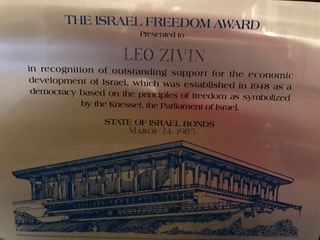 THE ISRAEL FREEDOM AWARD
Presented to
LEO ZIVIN
in recognition of outstanding support for the economic
development of Israel, which was established in 1948 as a
democracy based on the principles of freedom as symbolized
by the Knesset, the Parliament of Israel.
STATE OF ISRAEL BONDS
MARCH 24, 1985